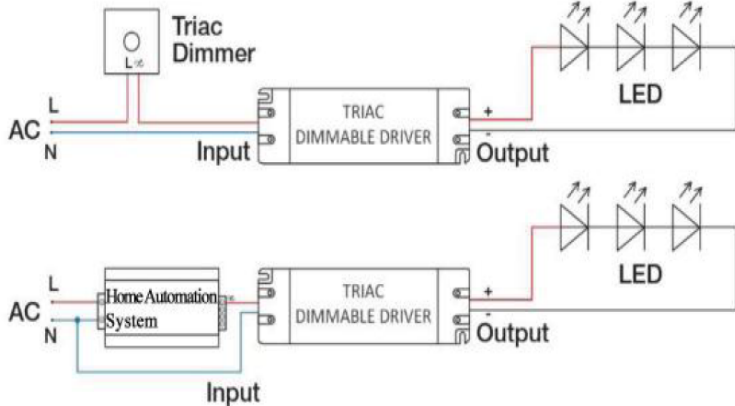 Triac
Dimmer
L
L
AC
N
Input
TRIAC
DIMMABLE DRIVER
+
-
Output
LED
L
AC
N
Home Automation
System
Input
TRIAC
DIMMABLE DRIVER
+
-
Output
LED